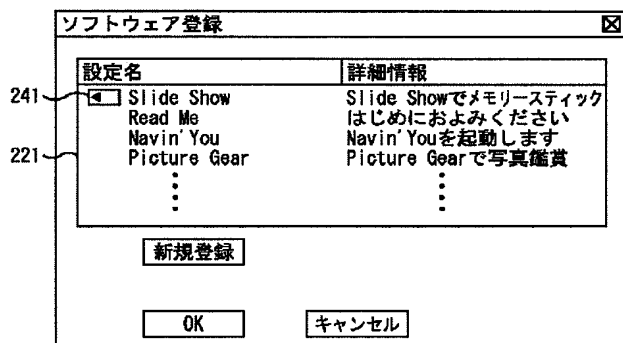 ソフトウェア登録
設定名 詳細情報
241 Slide Show Slide Showでメモリースティック
Read Me はじめにおよみください
221 Navin'You Navin'Youを起動します
Picture Gear Picture Gearで写真鑑賞
新規登録
OK キャンセル